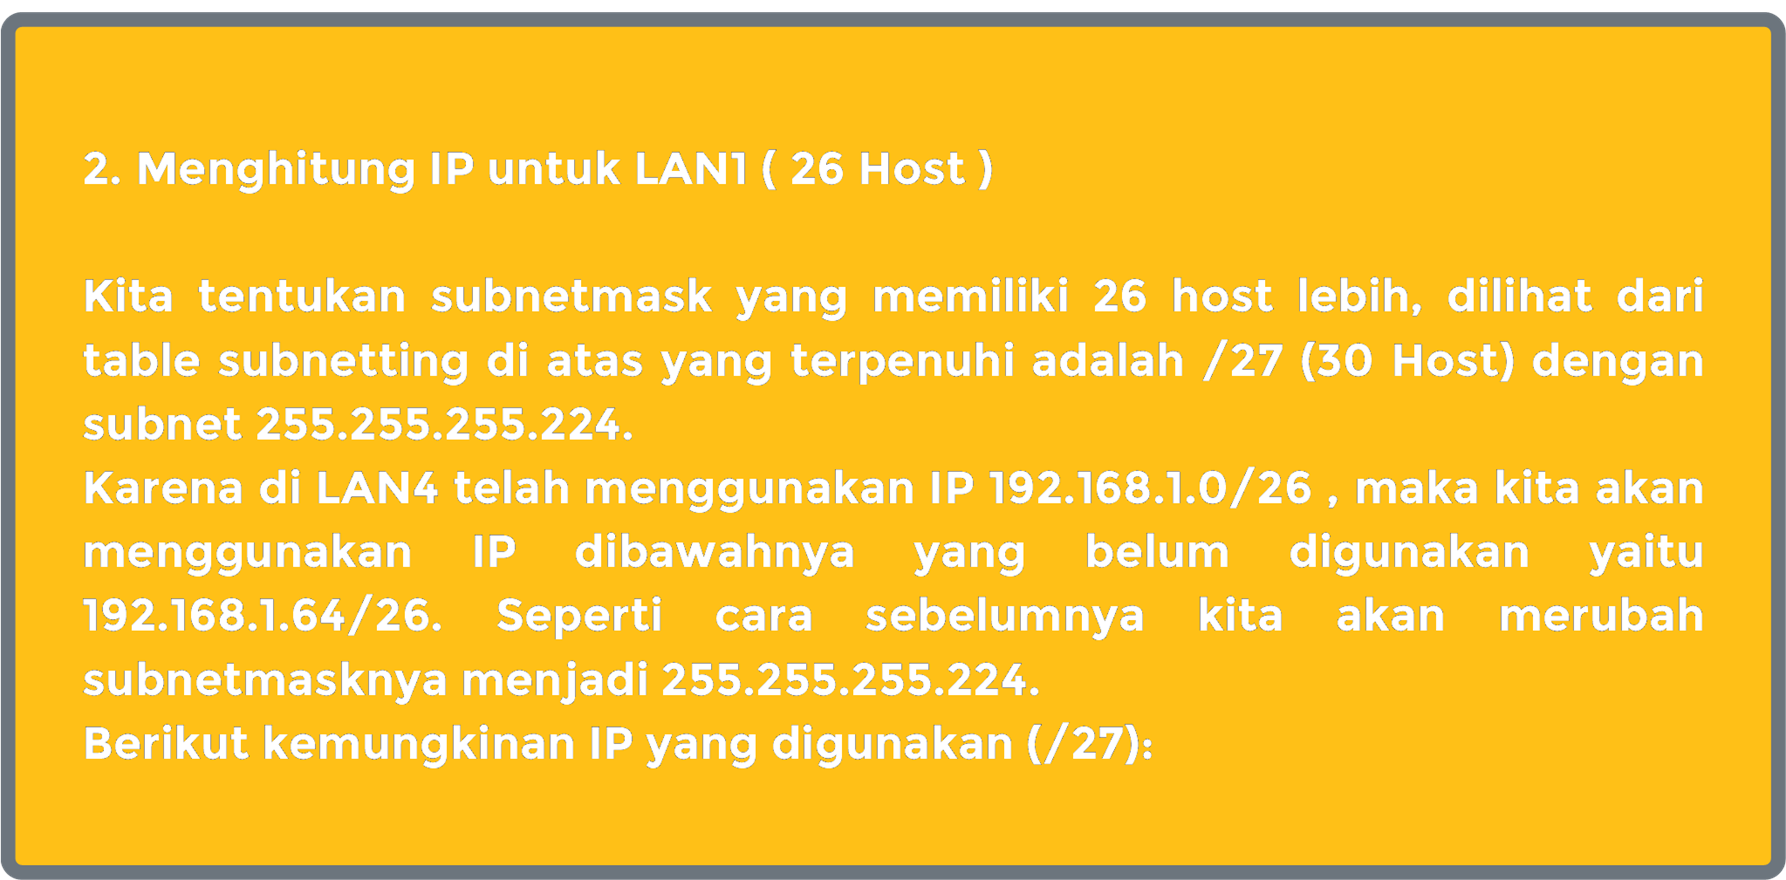 2. Menghitung IP untuk LAN1 ( 26 Host )
Kita tentukan subnetmask yang memiliki 26 host lebih, dilihat dari
table subnetting di atas yang terpenuhi adalah /27 (30 Host) dengan
subnet 255.255.255.224.
Karena di LAN4 telah menggunakan IP 192.168.1.0/26 , maka kita akan
menggunakan IP dibawahnya yang belum digunakan yaitu
192.168.1.64/26. Seperti cara sebelumnya kita akan merubah
subnetmasknya menjadi 255.255.255.224.
Berikut kemungkinan IP yang digunakan (/27):